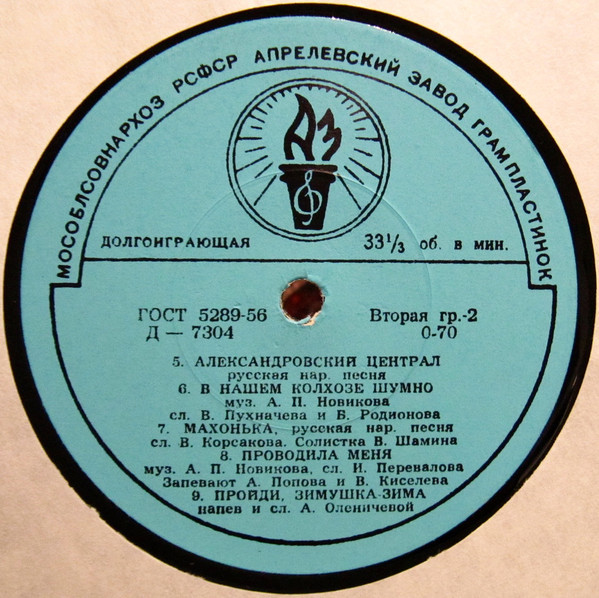 МОСОБЛСОВНАРХОЗ РСФСР АПРЕЛЕВСКИЙ ЗАВОД ГРАМПЛАСТИНОК
АЗ
ДОЛГОИГРАЮЩАЯ 33⅓ об. в мин.
ГОСТ 5289-56 Вторая гр.-2
Д — 7304 0-70
5. АЛЕКСАНДРОВСКИЙ ЦЕНТРАЛ
русская нар. песня
6. В НАШЕМ КОЛХОЗЕ ШУМНО
муз. А. П. Новикова
сл. В. Пухначева и Б. Родионова
7. МАХОНЬКА, русская нар. песня
сл. В. Корсакова. Солистка В. Шамина
8. ПРОВОДИЛА МЕНЯ
муз. А. П. Новикова, сл. И. Перевалова
Запевают А. Попова и В. Киселева
9. ПРОЙДИ, ЗИМУШКА-ЗИМА
напев и сл. А. Оленичевой